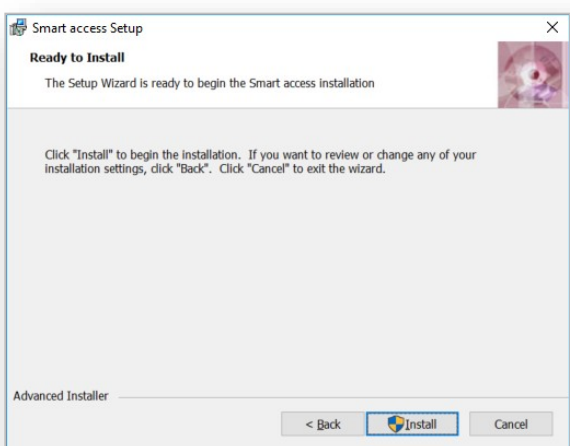 Smart access Setup
Ready to Install
The Setup Wizard is ready to begin the Smart access installation
Click "Install" to begin the installation.  If you want to review or change any of your
installation settings, click "Back".  Click "Cancel" to exit the wizard.
Advanced Installer
< Back
Install
Cancel